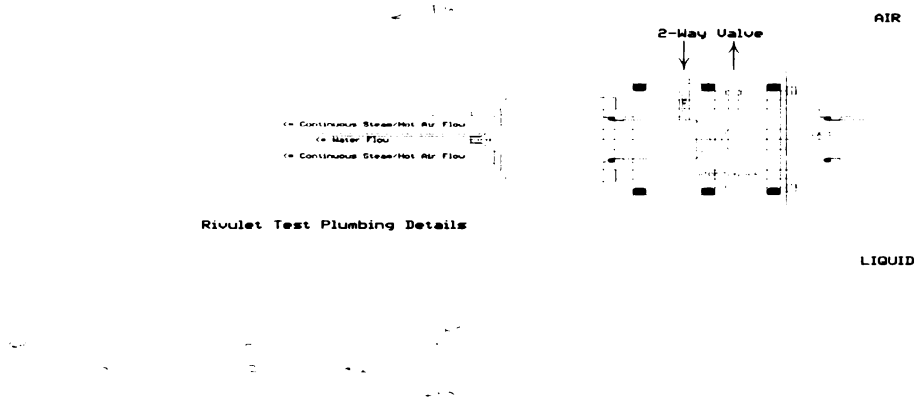 AIR
2-Way Valve
<= Continuous Steam/Hot Air Flow
<= Water Flow
<= Continuous Steam/Hot Air Flow
Rivulet Test Plumbing Details
LIQUID